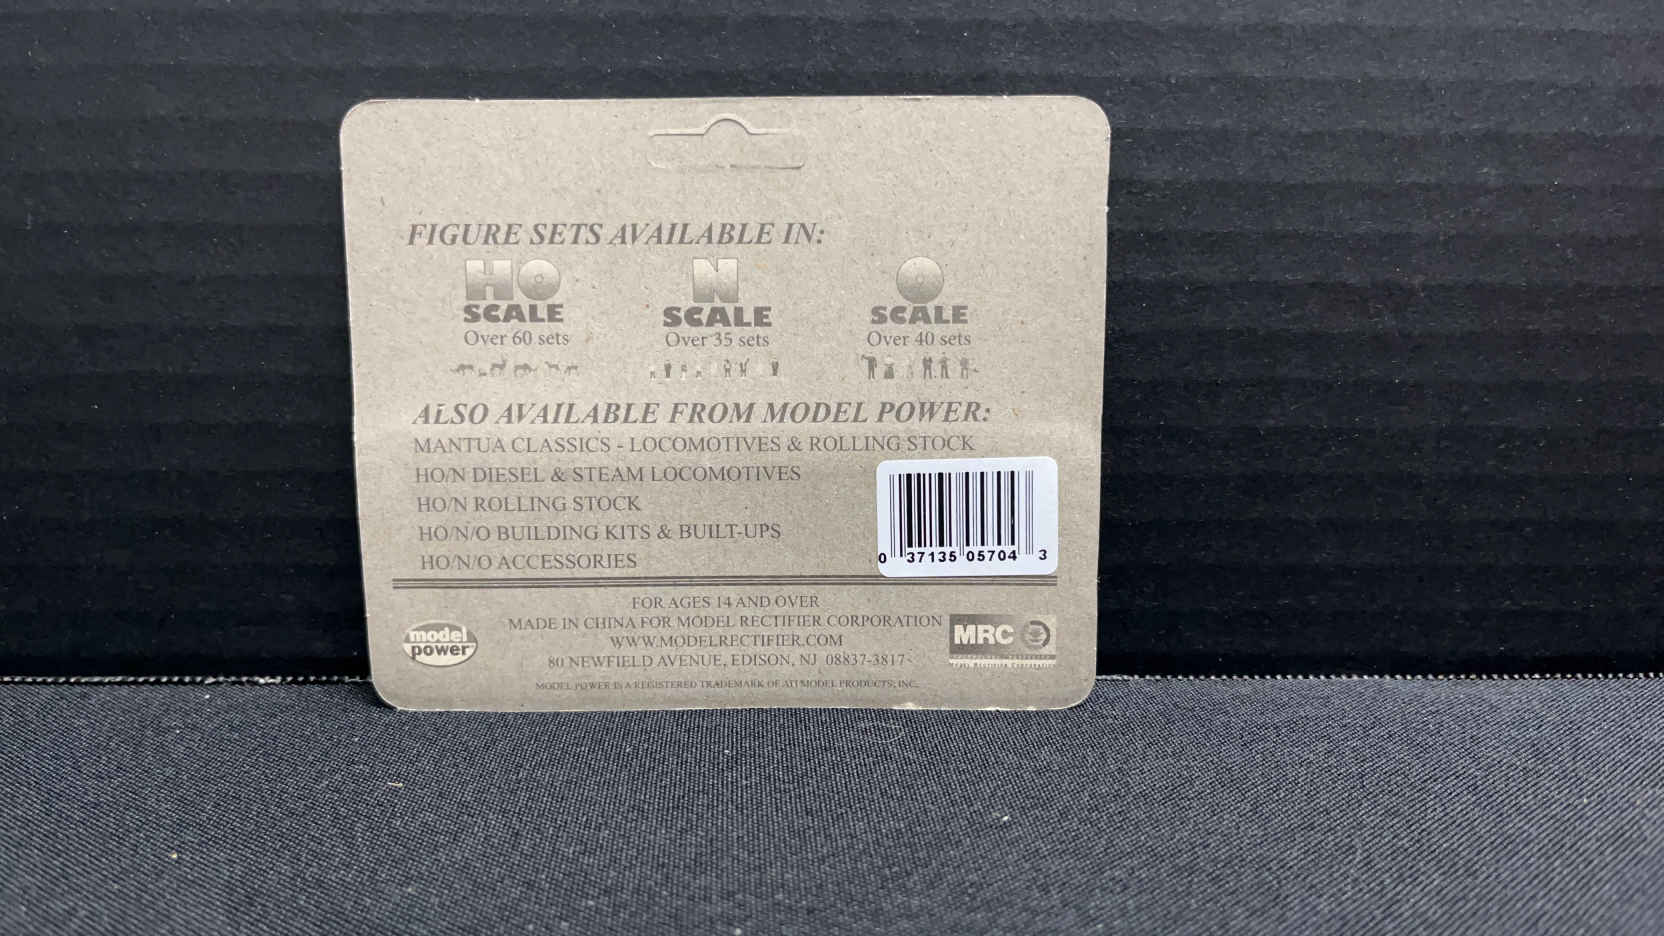 FIGURE SETS AVAILABLE IN:
HO SCALE
Over 60 sets
N SCALE
Over 35 sets
O SCALE
Over 40 sets
ALSO AVAILABLE FROM MODEL POWER:
MANTUA CLASSICS - LOCOMOTIVES & ROLLING STOCK
HO/N DIESEL & STEAM LOCOMOTIVES
HO/N ROLLING STOCK
HO/N/O BUILDING KITS & BUILT-UPS
HO/N/O ACCESSORIES
0 37135 05704 3
FOR AGES 14 AND OVER
MADE IN CHINA FOR MODEL RECTIFIER CORPORATION
WWW.MODELRECTIFIER.COM
80 NEWFIELD AVENUE, EDISON, NJ 08837-3817
MODEL POWER IS A REGISTERED TRADEMARK OF ATI MODEL PRODUCTS, INC.
model
power
MRC
Model Rectifier Corporation